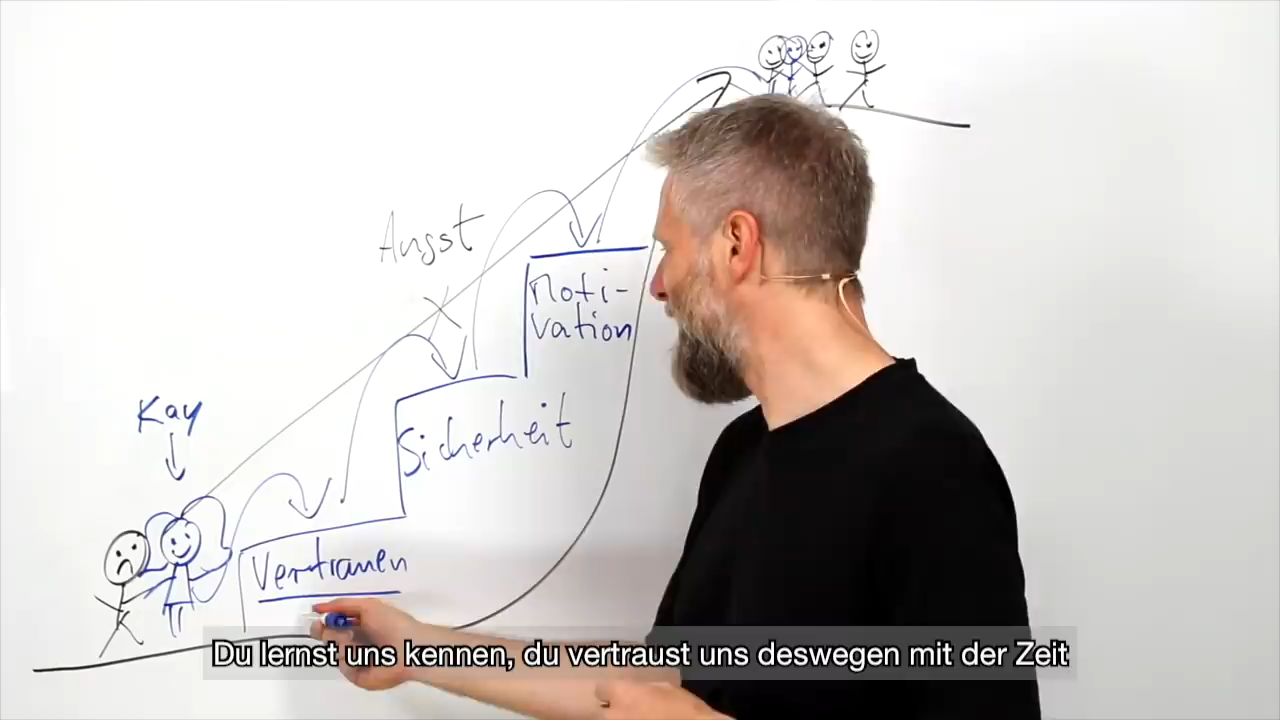 Angst
Moti-
vation
Kay
Sicherheit
Vertrauen
Du lernst uns kennen, du vertraust uns deswegen mit der Zeit